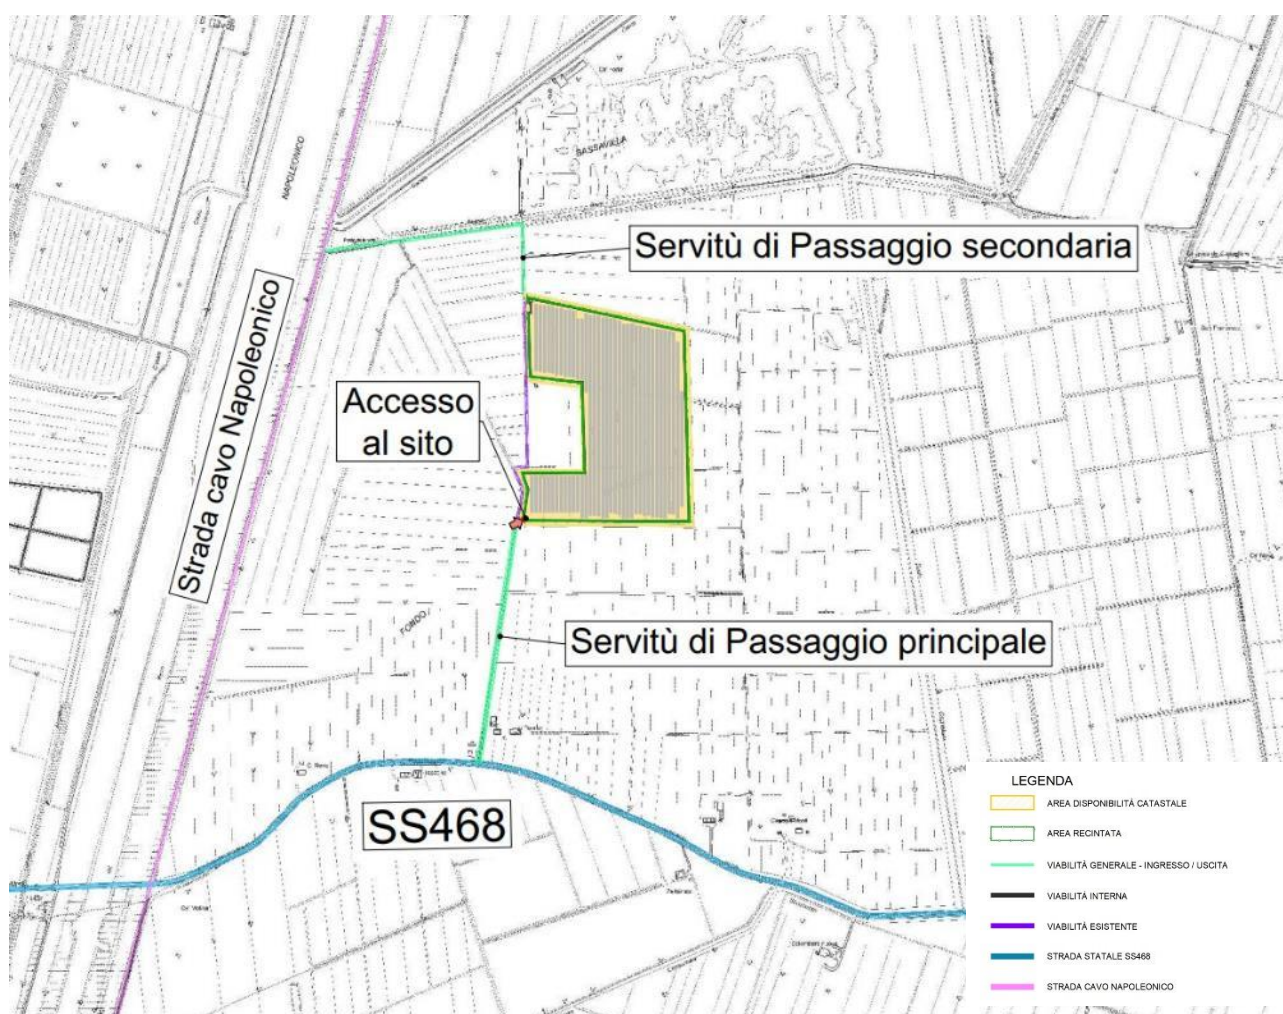 NAPOLEONICO
SASSAVILLA
Servitù di Passaggio secondaria
Strada cavo Napoleonico
Accesso
al sito
FONDO
Servitù di Passaggio principale
SS468
LEGENDA
AREA DISPONIBILITÀ CATASTALE
AREA RECINTATA
VIABILITÀ GENERALE - INGRESSO / USCITA
VIABILITÀ INTERNA
VIABILITÀ ESISTENTE
STRADA STATALE SS468
STRADA CAVO NAPOLEONICO